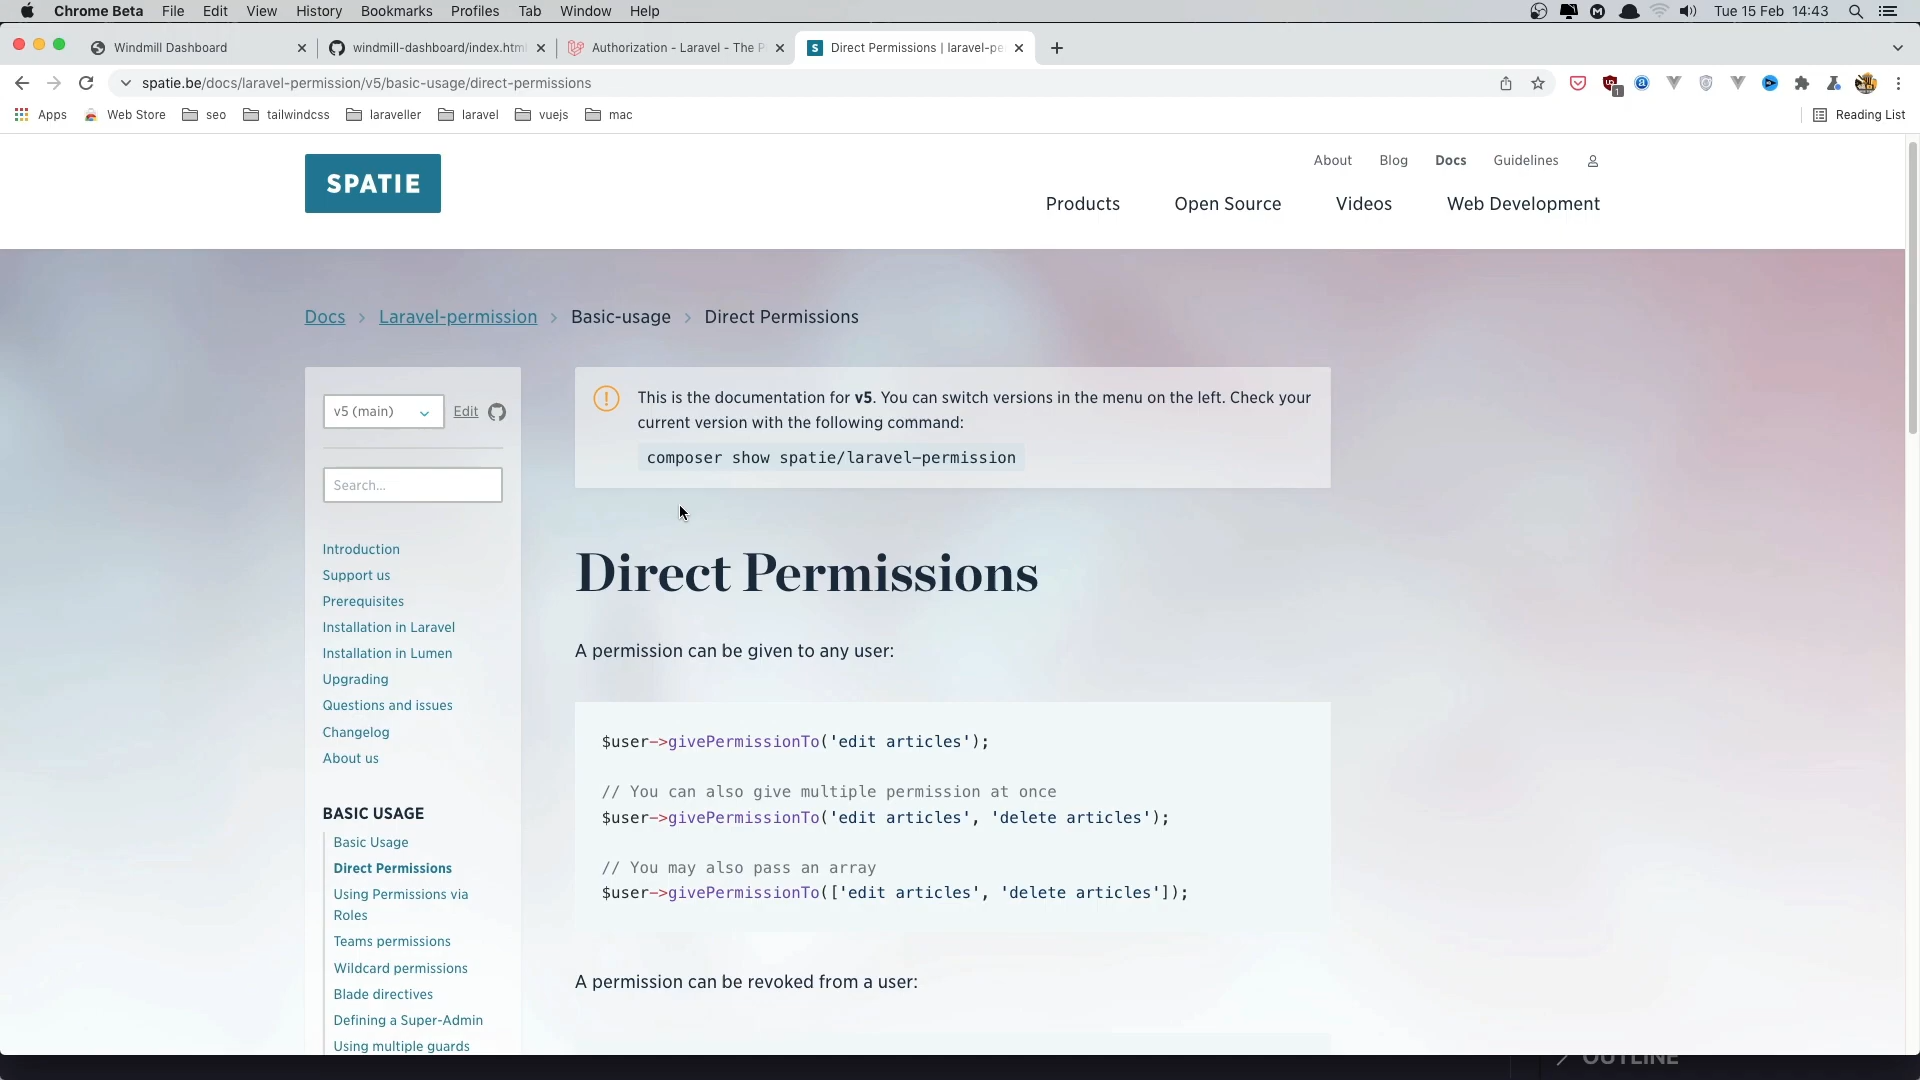 Chrome Beta File Edit View History Bookmarks Profiles Tab Window Help Tue 15 Feb 14:43
Windmill Dashboard windmill-dashboard/index.html Authorization - Laravel - The P Direct Permissions | laravel-pe
spatie.be/docs/laravel-permission/v5/basic-usage/direct-permissions
1
Apps Web Store seo tailwindcss laraveller laravel vuejs mac Reading List
SPATIE
About Blog Docs Guidelines
Products Open Source Videos Web Development
Docs > Laravel-permission > Basic-usage > Direct Permissions
v5 (main) Edit
Search...
Introduction
Support us
Prerequisites
Installation in Laravel
Installation in Lumen
Upgrading
Questions and issues
Changelog
About us
BASIC USAGE
Basic Usage
Direct Permissions
Using Permissions via
Roles
Teams permissions
Wildcard permissions
Blade directives
Defining a Super-Admin
Using multiple guards
This is the documentation for v5. You can switch versions in the menu on the left. Check your
current version with the following command:
composer show spatie/laravel-permission
Direct Permissions
A permission can be given to any user:
$user->givePermissionTo('edit articles');
// You can also give multiple permission at once
$user->givePermissionTo('edit articles', 'delete articles');
// You may also pass an array
$user->givePermissionTo(['edit articles', 'delete articles']);
A permission can be revoked from a user:
OUTLINE